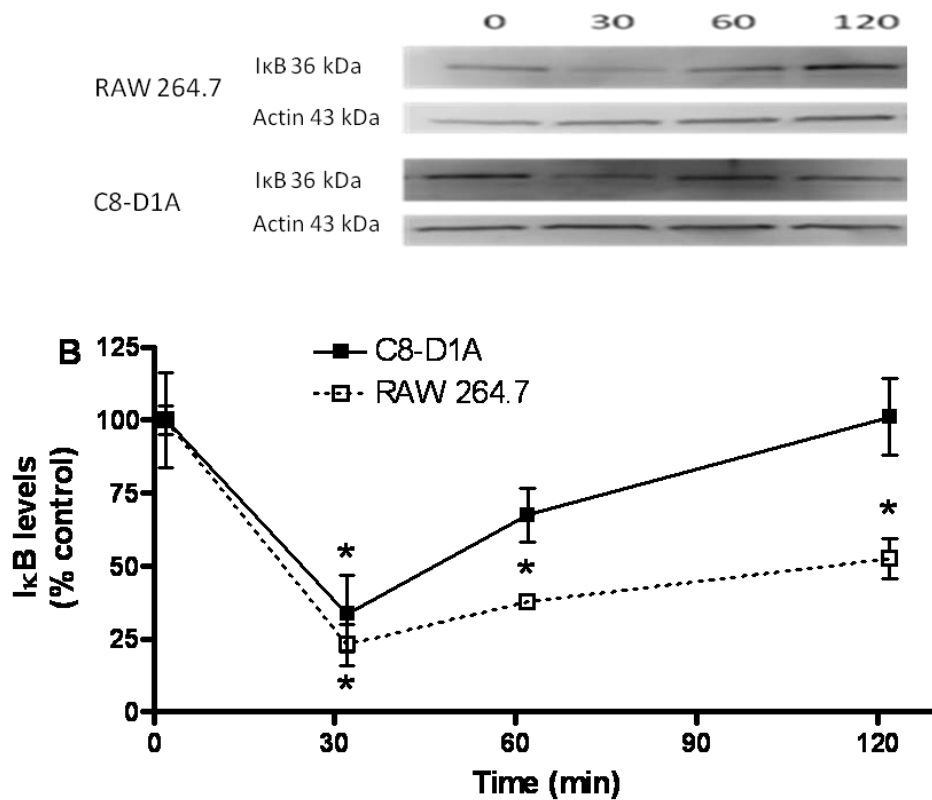 0 30 60 120
RAW 264.7
IκB 36 kDa
Actin 43 kDa
C8-D1A
IκB 36 kDa
Actin 43 kDa
B
C8-D1A
RAW 264.7
IκB levels
(% control)
125
100
75
50
25
0
*
*
*
*
0 30 60 90 120
Time (min)